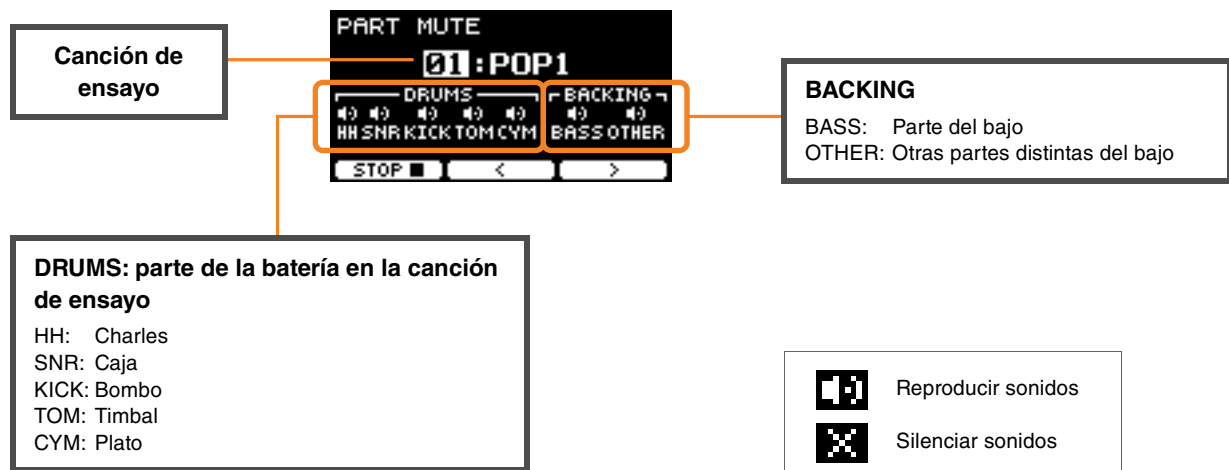 Canción de
ensayo
PART MUTE
01:POP1
DRUMS
BACKING
HH SNR KICK TOM CYM BASS OTHER
STOP ■ < >
BACKING
BASS: Parte del bajo
OTHER: Otras partes distintas del bajo
DRUMS: parte de la batería en la canción
de ensayo
HH: Charles
SNR: Caja
KICK: Bombo
TOM: Timbal
CYM: Plato
Reproducir sonidos
Silenciar sonidos